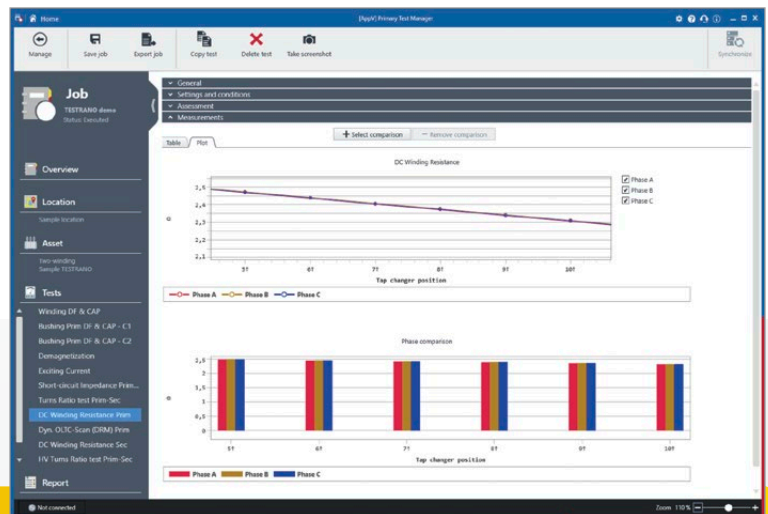 Home
[AppV] Primary Test Manager
Manage
Save job
Export job
Copy test
Delete test
Take screenshot
Synchronize
Job
TESTRANO demo
Status: Executed
Overview
Location
Sample location
Asset
Two-winding
Sample TESTRANO
Tests
Winding DF & CAP
Bushing Prim DF & CAP - C1
Bushing Prim DF & CAP - C2
Demagnetization
Exciting Current
Short-circuit Impedance Prim...
Turns Ratio test Prim-Sec
DC Winding Resistance Prim
Dyn. OLTC-Scan (DRM) Prim
DC Winding Resistance Sec
HV Turns Ratio test Prim-Sec
Report
Not connected
General
Settings and conditions
Assessment
Measurements
Select comparison
Remove comparison
Table
Plot
DC Winding Resistance
2,5
2,4
2,3
2,2
2,1
Ω
5↑ 6↑ 7↑ 8↑ 9↑ 10↑
Tap changer position
Phase A
Phase B
Phase C
Phase A Phase B Phase C
Phase comparison
2,5
2
1,5
1
0,5
0
Ω
5↑ 6↑ 7↑ 8↑ 9↑ 10↑
Tap changer position
Phase A Phase B Phase C
Zoom 110 %